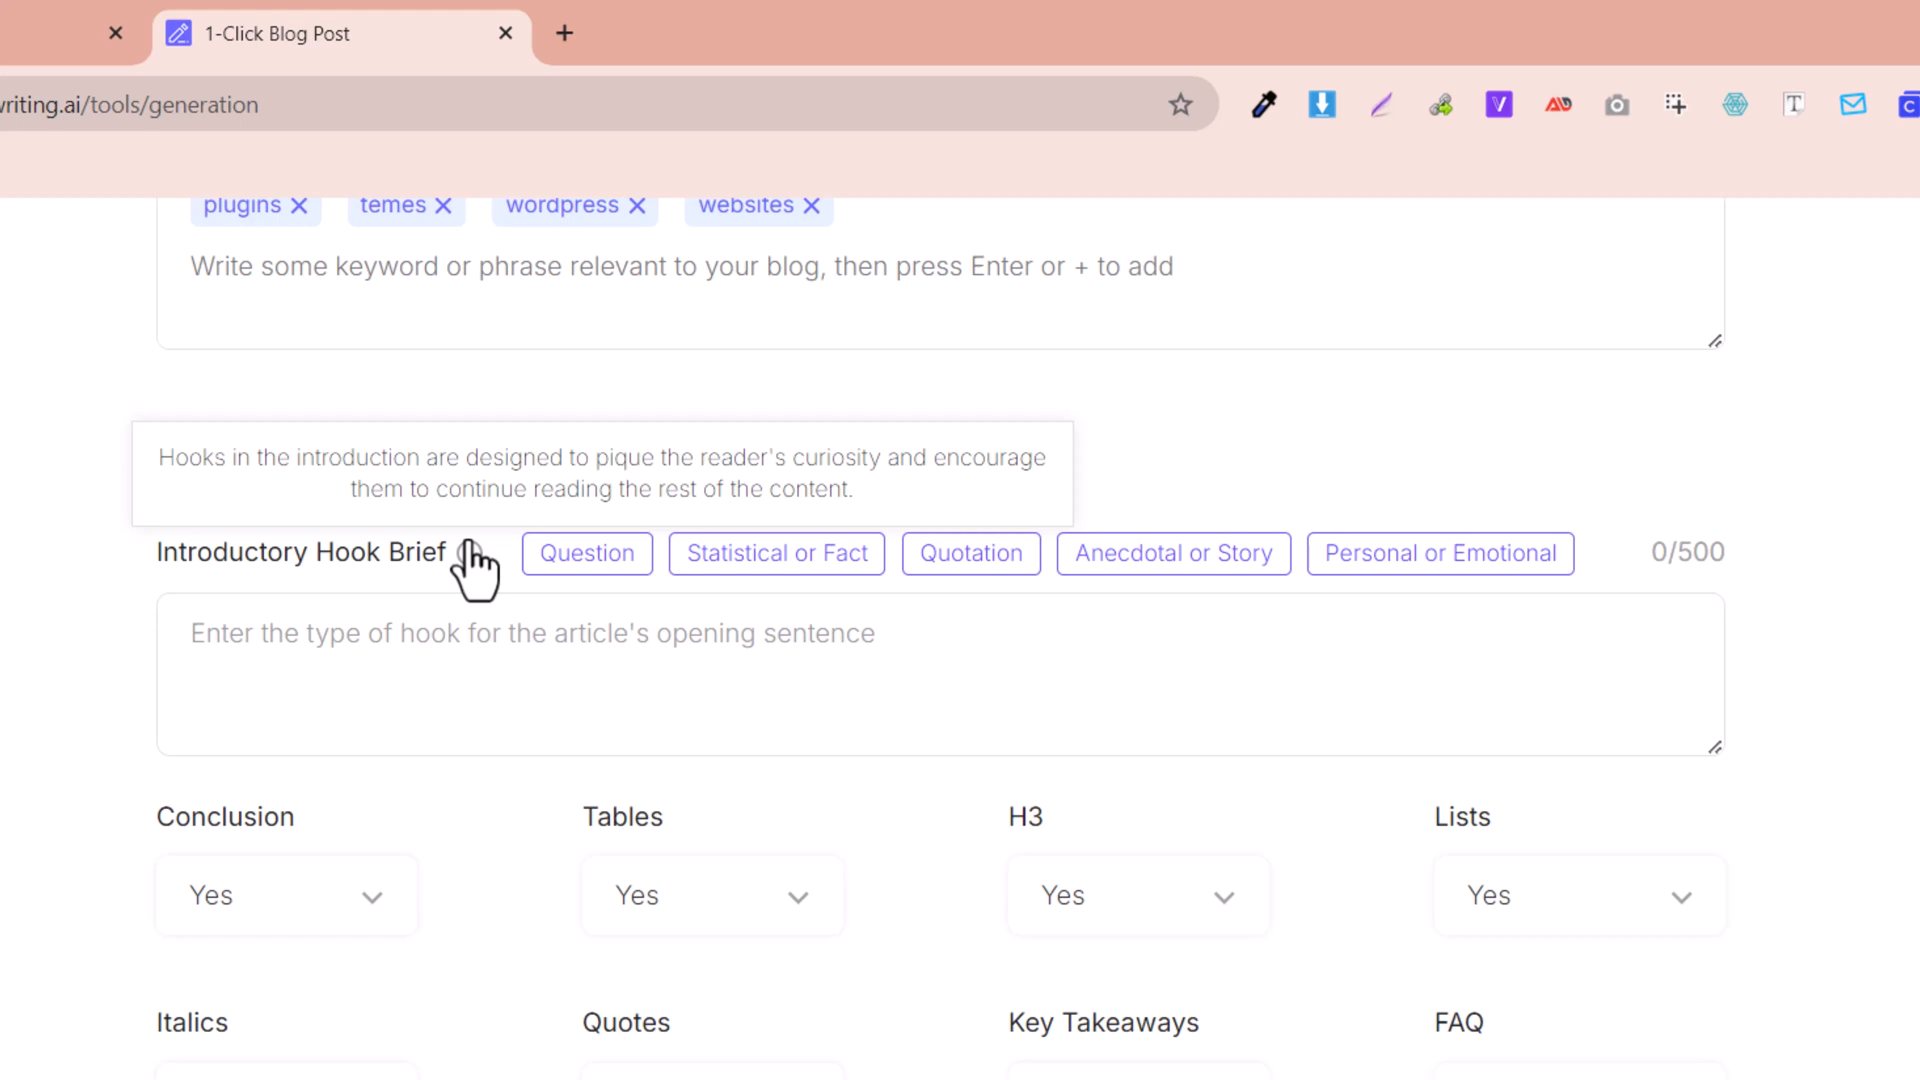 1-Click Blog Post
writing.ai/tools/generation
plugins
temes
wordpress
websites
Write some keyword or phrase relevant to your blog, then press Enter or + to add
Hooks in the introduction are designed to pique the reader's curiosity and encourage
them to continue reading the rest of the content.
Introductory Hook Brief
Question
Statistical or Fact
Quotation
Anecdotal or Story
Personal or Emotional
0/500
Enter the type of hook for the article's opening sentence
Conclusion
Tables
H3
Lists
Yes
Yes
Yes
Yes
Italics
Quotes
Key Takeaways
FAQ